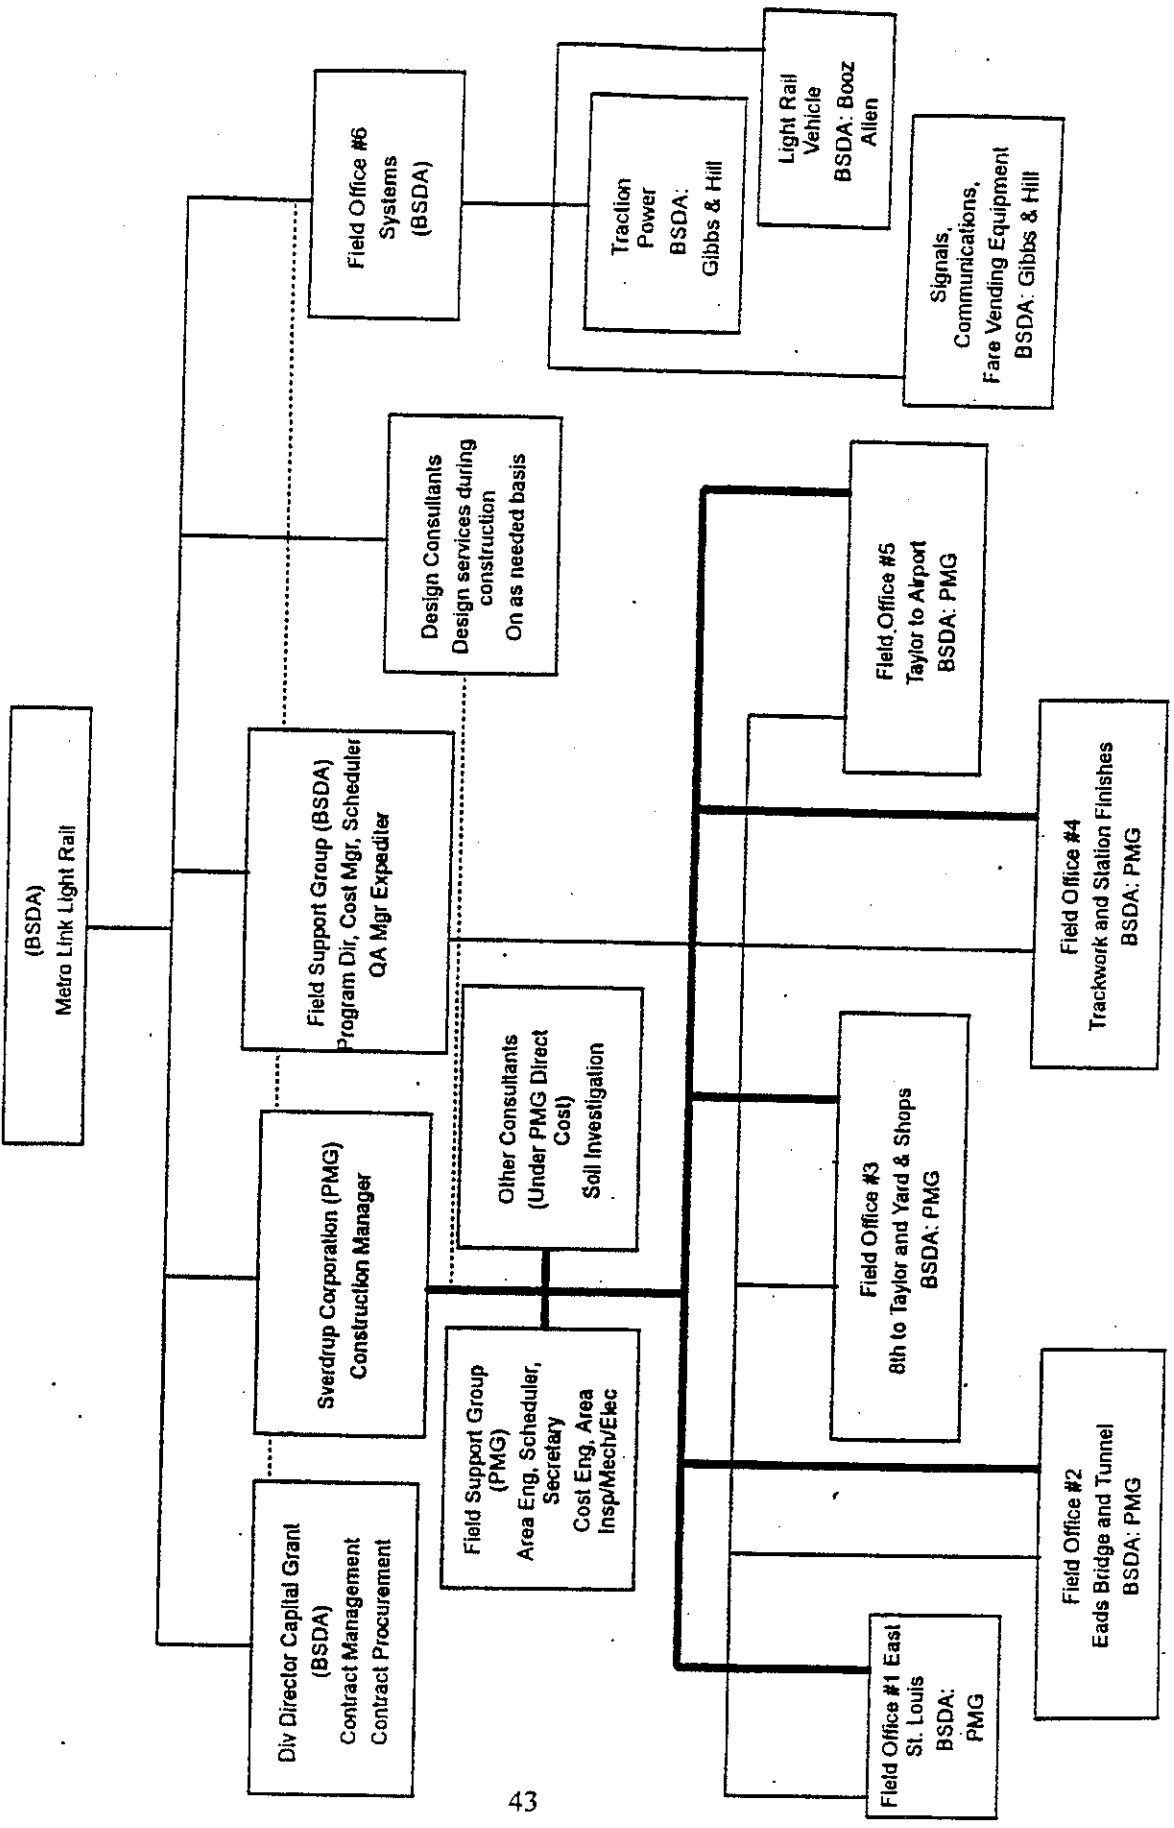 (BSDA)
Metro Link Light Rail
Div Director Capital Grant
(BSDA)
Contract Management
Contract Procurement
Sverdrup Corporation (PMG)
Construction Manager
Field Support Group (BSDA)
Program Dir, Cost Mgr, Scheduler
QA Mgr Expediter
Design Consultants
Design services during
construction
On as needed basis
Field Office #6
Systems
(BSDA)
Field Support Group
(PMG)
Area Eng, Scheduler,
Secretary
Cost Eng, Area
Insp/Mech/Elec
Other Consultants
(Under PMG Direct
Cost)
Soil Investigation
Traction
Power
BSDA:
Gibbs & Hill
Light Rail
Vehicle
BSDA: Booz
Allen
Signals,
Communications,
Fare Vending Equipment
BSDA: Gibbs & Hill
Field Office #1 East
St. Louis
BSDA:
PMG
Field Office #2
Eads Bridge and Tunnel
BSDA: PMG
Field Office #3
8th to Taylor and Yard & Shops
BSDA: PMG
Field Office #4
Trackwork and Station Finishes
BSDA: PMG
Field Office #5
Taylor to Airport
BSDA: PMG
43